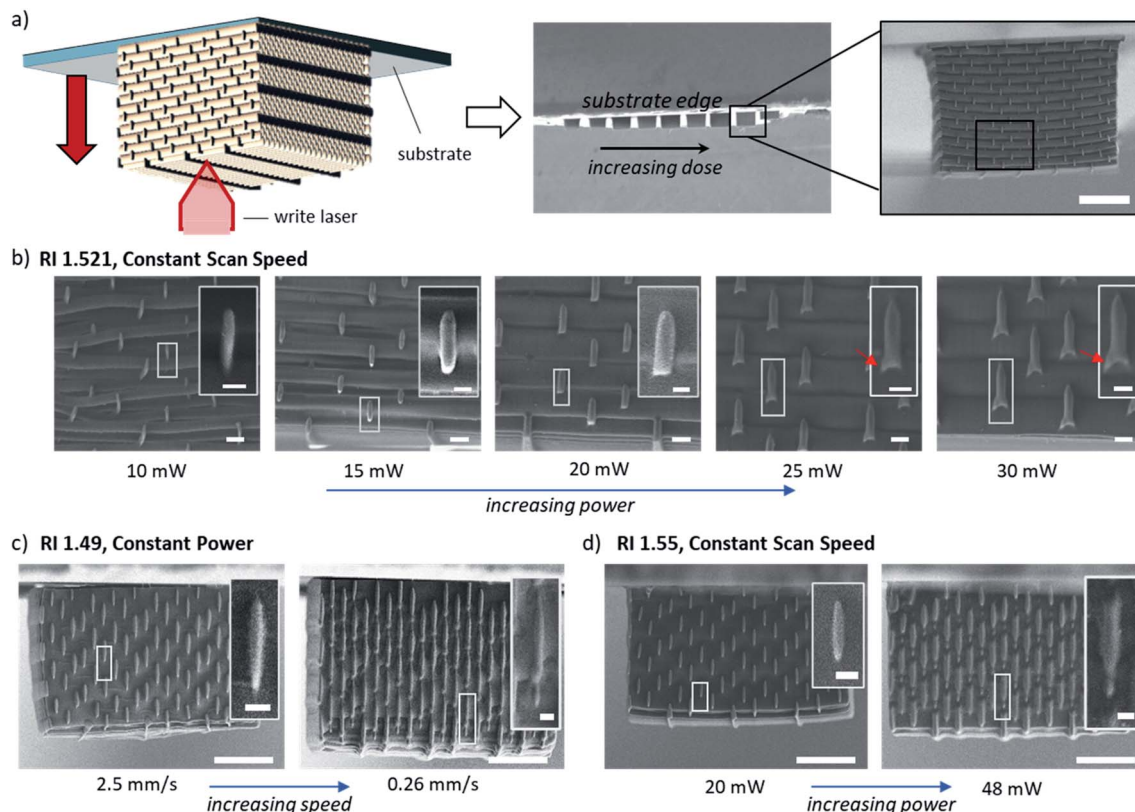 a)
substrate
write laser
substrate edge
increasing dose
b) RI 1.521, Constant Scan Speed
10 mW
15 mW
20 mW
25 mW
30 mW
increasing power
c) RI 1.49, Constant Power
2.5 mm/s
0.26 mm/s
increasing speed
d) RI 1.55, Constant Scan Speed
20 mW
48 mW
increasing power